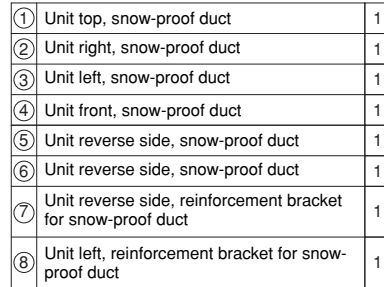 ① Unit top, snow-proof duct 1
② Unit right, snow-proof duct 1
③ Unit left, snow-proof duct 1
④ Unit front, snow-proof duct 1
⑤ Unit reverse side, snow-proof duct 1
⑥ Unit reverse side, snow-proof duct 1
⑦ Unit reverse side, reinforcement bracket
for snow-proof duct 1
⑧ Unit left, reinforcement bracket for snow-
proof duct 1